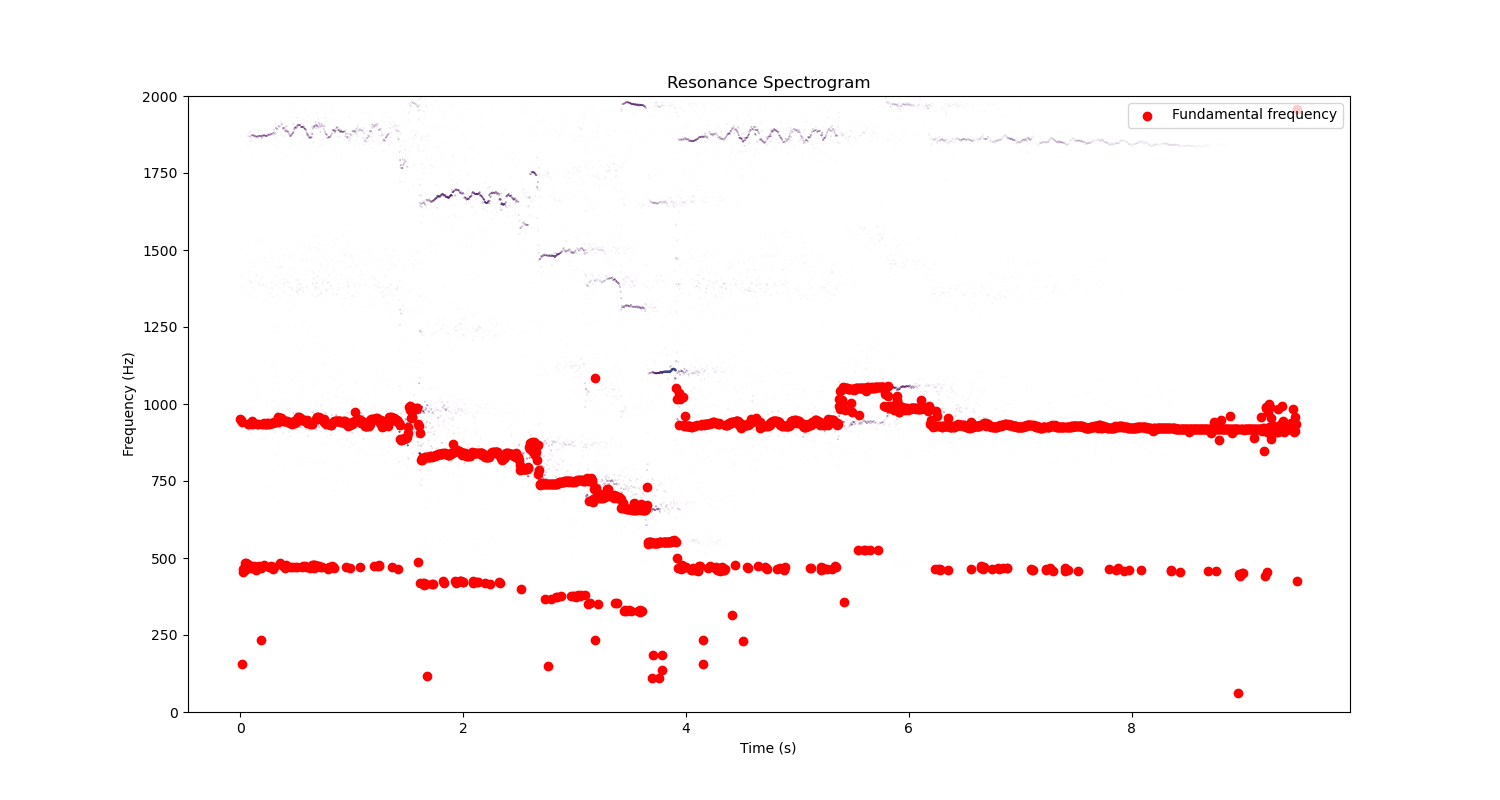 Resonance Spectrogram
Fundamental frequency
Frequency (Hz)
2000
1750
1500
1250
1000
750
500
250
0
0 2 4 6 8
Time (s)